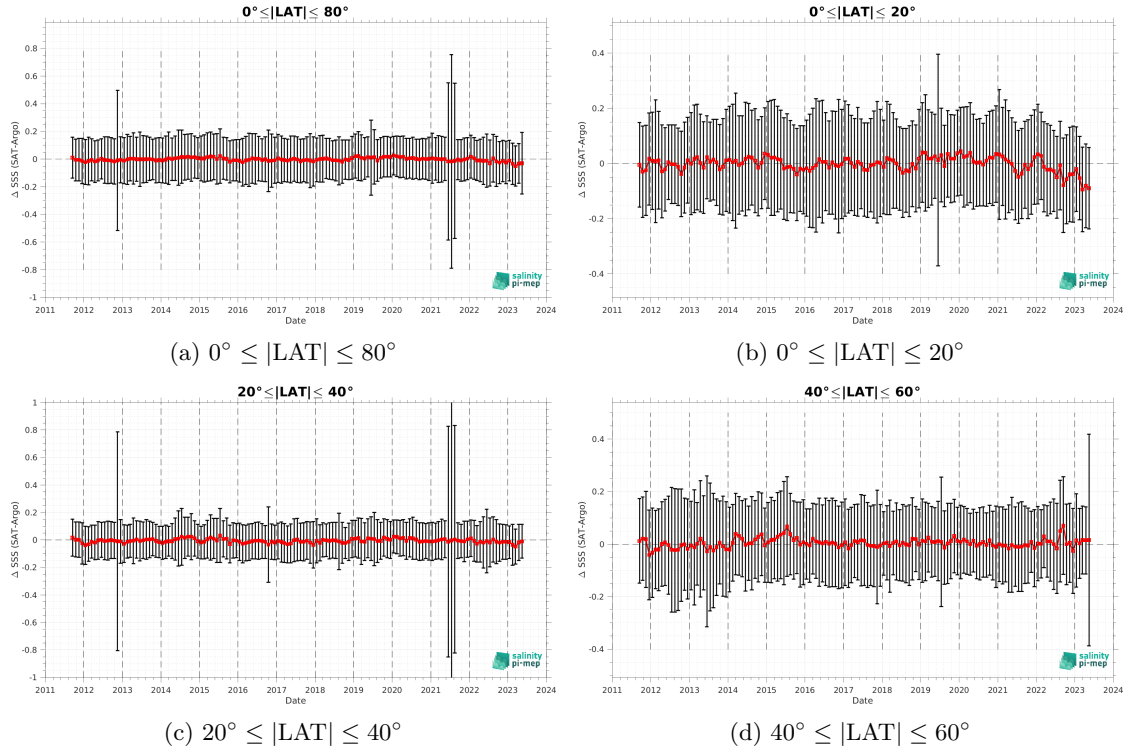 0°≤|LAT|≤ 80°
Δ SSS (SAT-Argo)
0.8
0.6
0.4
0.2
0
-0.2
-0.4
-0.6
-0.8
-1
2011 2012 2013 2014 2015 2016 2017 2018 2019 2020 2021 2022 2023 2024
Date
salinity
pi-mep
(a) 0° ≤ |LAT| ≤ 80°
0°≤|LAT|≤ 20°
Δ SSS (SAT-Argo)
0.4
0.2
0
-0.2
-0.4
2011 2012 2013 2014 2015 2016 2017 2018 2019 2020 2021 2022 2023 2024
Date
salinity
pi-mep
(b) 0° ≤ |LAT| ≤ 20°
20°≤|LAT|≤ 40°
Δ SSS (SAT-Argo)
1
0.8
0.6
0.4
0.2
0
-0.2
-0.4
-0.6
-0.8
-1
2011 2012 2013 2014 2015 2016 2017 2018 2019 2020 2021 2022 2023 2024
Date
salinity
pi-mep
(c) 20° ≤ |LAT| ≤ 40°
40°≤|LAT|≤ 60°
Δ SSS (SAT-Argo)
0.4
0.2
0
-0.2
-0.4
2011 2012 2013 2014 2015 2016 2017 2018 2019 2020 2021 2022 2023 2024
Date
salinity
pi-mep
(d) 40° ≤ |LAT| ≤ 60°